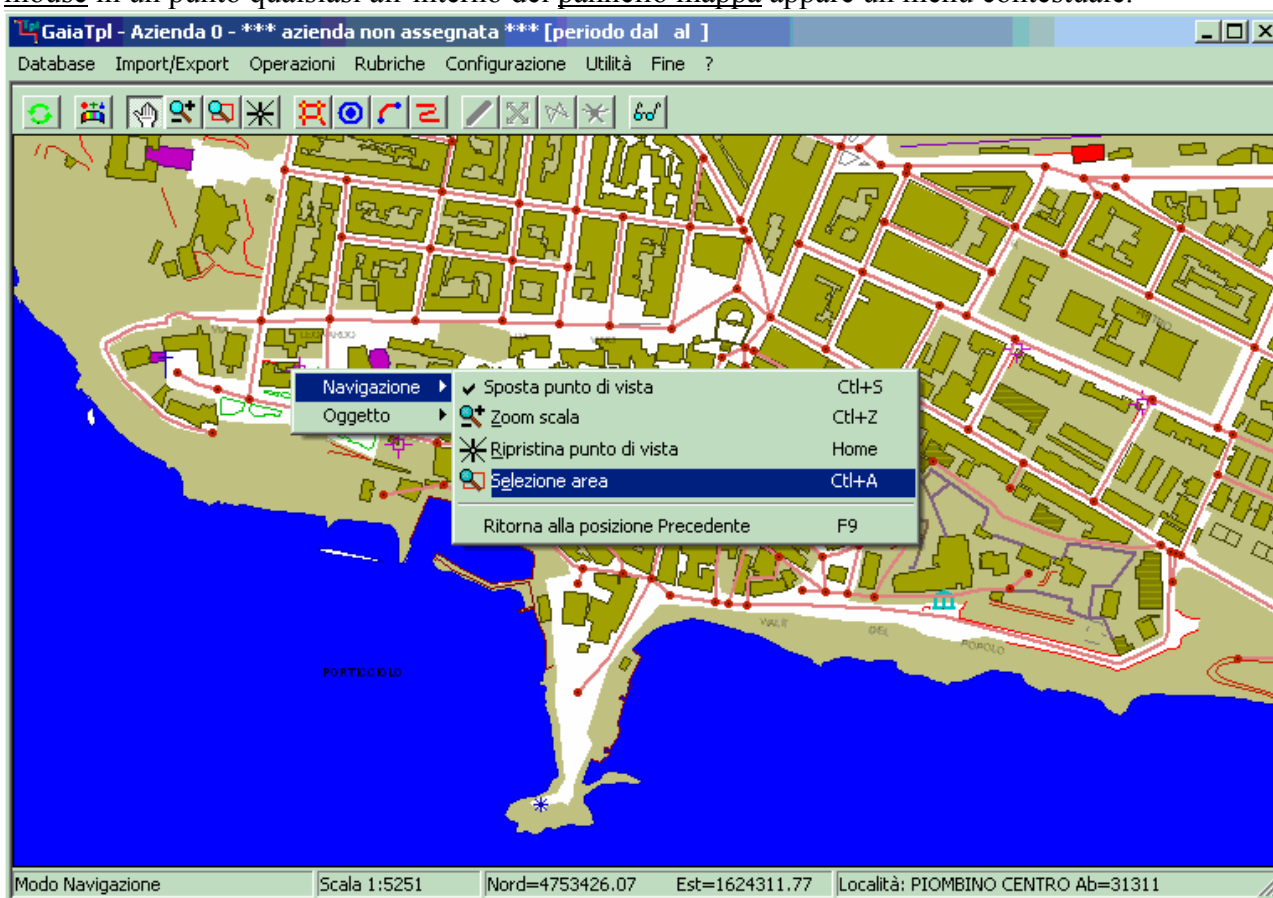 mouse in un punto qualsiasi all'interno del pannello mappa appare un menu contestuale.
GaiaTpl - Azienda 0 - *** azienda non assegnata *** [periodo dal al ]
Database Import/Export Operazioni Rubriche Configurazione Utilità Fine ?
LEONARDO
PIETRO
Navigazione
Oggetto
Sposta punto di vista Ctl+S
Zoom scala Ctl+Z
Ripristina punto di vista Home
Selezione area Ctl+A
Ritorna alla posizione Precedente F9
VIALE DEL POPOLO
PORTICCIOLO
Modo Navigazione Scala 1:5251 Nord=4753426.07 Est=1624311.77 Località: PIOMBINO CENTRO Ab=31311